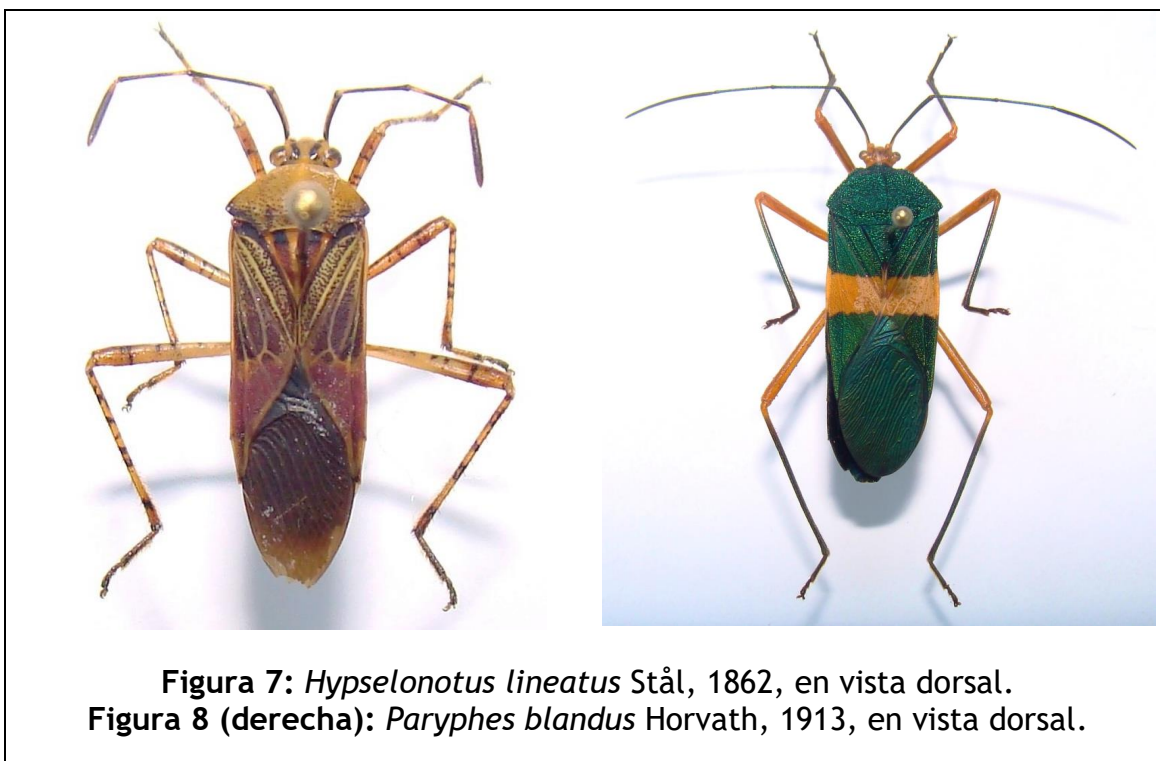 Figura 7: Hypselonotus lineatus Stål, 1862, en vista dorsal.
Figura 8 (derecha): Paryphes blandus Horvath, 1913, en vista dorsal.